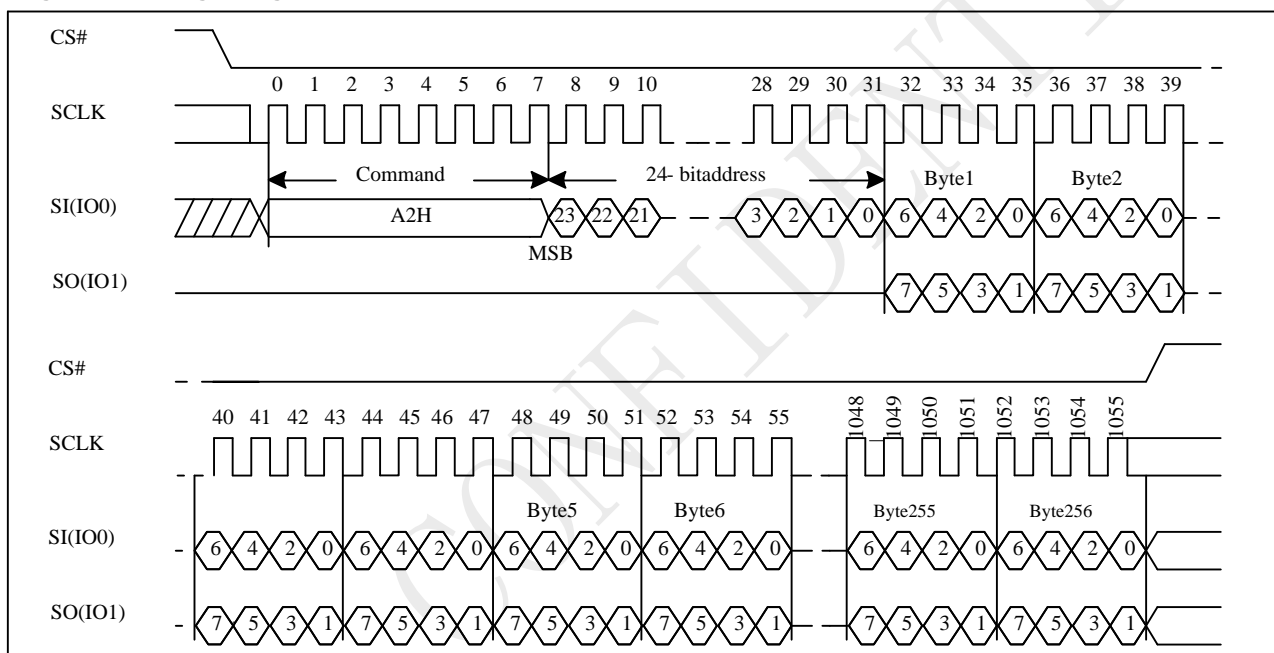 CS#
0 1 2 3 4 5 6 7 8 9 10 28 29 30 31 32 33 34 35 36 37 38 39
SCLK
Command 24- bitaddress Byte1 Byte2
SI(IO0) A2H 23 22 21 3 2 1 0 6 4 2 0 6 4 2 0
MSB
SO(IO1) 7 5 3 1 7 5 3 1
CS#
40 41 42 43 44 45 46 47 48 49 50 51 52 53 54 55 1048 1049 1050 1051 1052 1053 1054 1055
SCLK
Byte5 Byte6 Byte255 Byte256
SI(IO0) 6 4 2 0 6 4 2 0 6 4 2 0 6 4 2 0 6 4 2 0 6 4 2 0
SO(IO1) 7 5 3 1 7 5 3 1 7 5 3 1 7 5 3 1 7 5 3 1 7 5 3 1
CONFIDENT